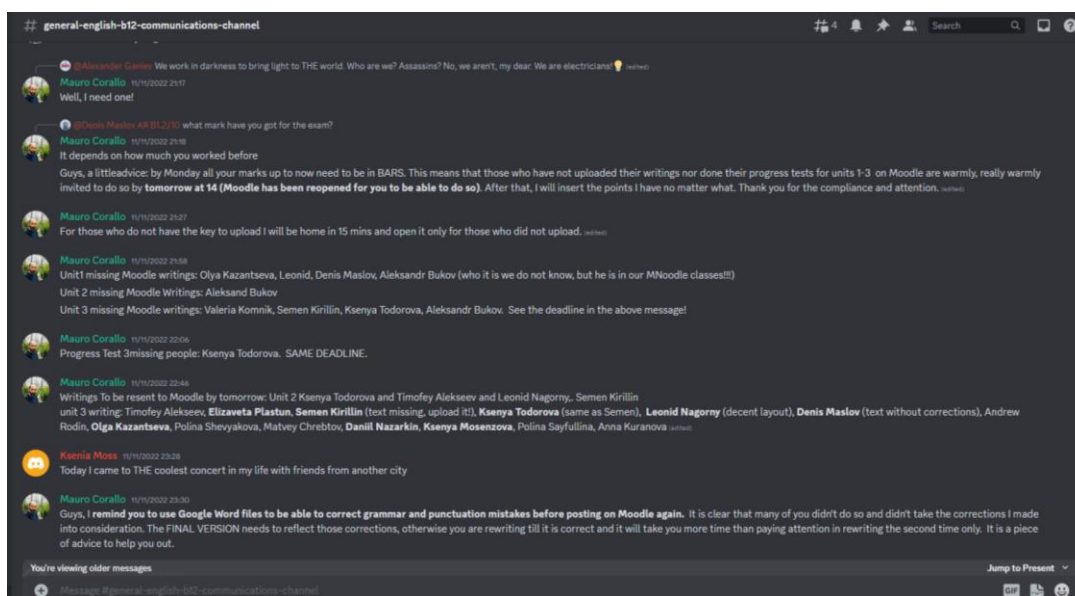 # general-english-b12-communications-channel
4
Search
@Alexander Ganiev We work in darkness to bring light to THE world. Who are we? Assassins? No, we aren't, my dear. We are electricians!💡 (edited)
Mauro Corallo 11/11/2022 21:17
Well, I need one!
@Denis Maslov A# B1.2/10 what mark have you got for the exam?
Mauro Corallo 11/11/2022 21:18
It depends on how much you worked before
Guys, a littleadvice: by Monday all your marks up to now need to be in BARS. This means that those who have not uploaded their writings nor done their progress tests for units 1-3 on Moodle are warmly, really warmly
invited to do so by tomorrow at 14 (Moodle has been reopened for you to be able to do so). After that, I will insert the points I have no matter what. Thank you for the compliance and attention. (edited)
Mauro Corallo 11/11/2022 21:27
For those who do not have the key to upload I will be home in 15 mins and open it only for those who did not upload. (edited)
Mauro Corallo 11/11/2022 21:58
Unit1 missing Moodle writings: Olya Kazantseva, Leonid, Denis Maslov, Aleksandr Bukov (who it is we do not know, but he is in our MNoodle classes!!!)
Unit 2 missing Moodle Writings: Aleksand Bukov
Unit 3 missing Moodle writings: Valeria Komnik, Semen Kirillin, Ksenya Todorova, Aleksandr Bukov. See the deadline in the above message!
Mauro Corallo 11/11/2022 22:06
Progress Test 3missing people: Ksenya Todorova. SAME DEADLINE.
Mauro Corallo 11/11/2022 22:46
Writings To be resent to Moodle by tomorrow: Unit 2 Ksenya Todorova and Timofey Alekseev and Leonid Nagorny,. Semen Kirillin
unit 3 writing: Timofey Alekseev, Elizaveta Plastun, Semen Kirillin (text missing, upload it!), Ksenya Todorova (same as Semen), Leonid Nagorny (decent layout), Denis Maslov (text without corrections), Andrew
Rodin, Olga Kazantseva, Polina Shevyakova, Matvey Chrebtov, Daniil Nazarkin, Ksenya Mosenzova, Polina Sayfullina, Anna Kuranova (edited)
Ksenia Moss 11/11/2022 23:28
Today I came to THE coolest concert in my life with friends from another city
Mauro Corallo 11/11/2022 23:30
Guys, I remind you to use Google Word files to be able to correct grammar and punctuation mistakes before posting on Moodle again. It is clear that many of you didn't do so and didn't take the corrections I made
into consideration. The FINAL VERSION needs to reflect those corrections, otherwise you are rewriting till it is correct and it will take you more time than paying attention in rewriting the second time only. It is a piece
of advice to help you out.
You're viewing older messages
Jump to Present
Message #general-english-b12-communications-channel
GIF